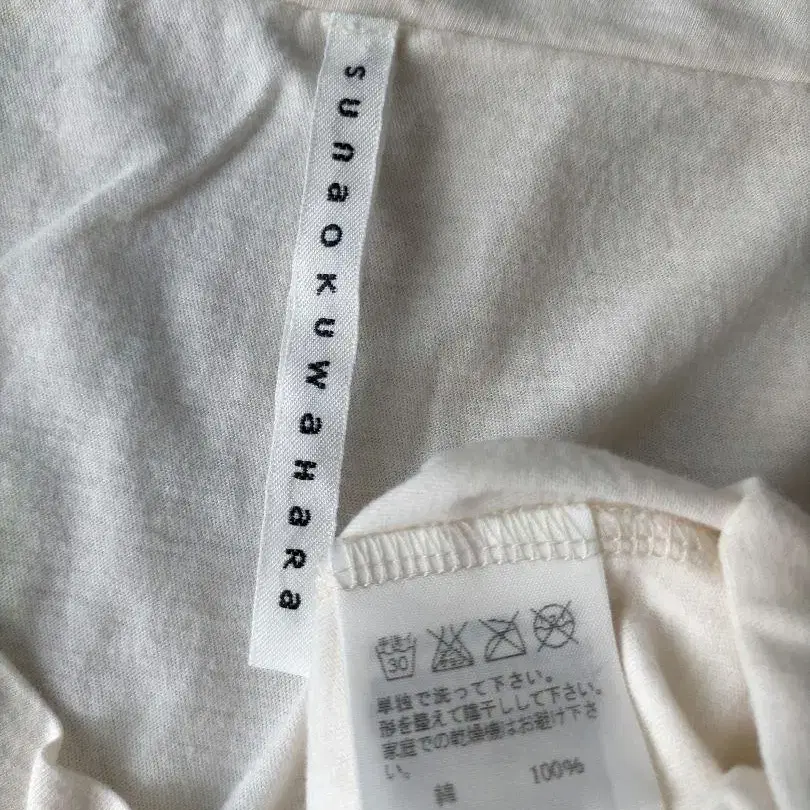 sunaokuwaHaRa
30
単独で洗って下さい。
形を整えて陰干しして下さい。
家庭での乾燥機はお避け下さ
い。
綿 100%